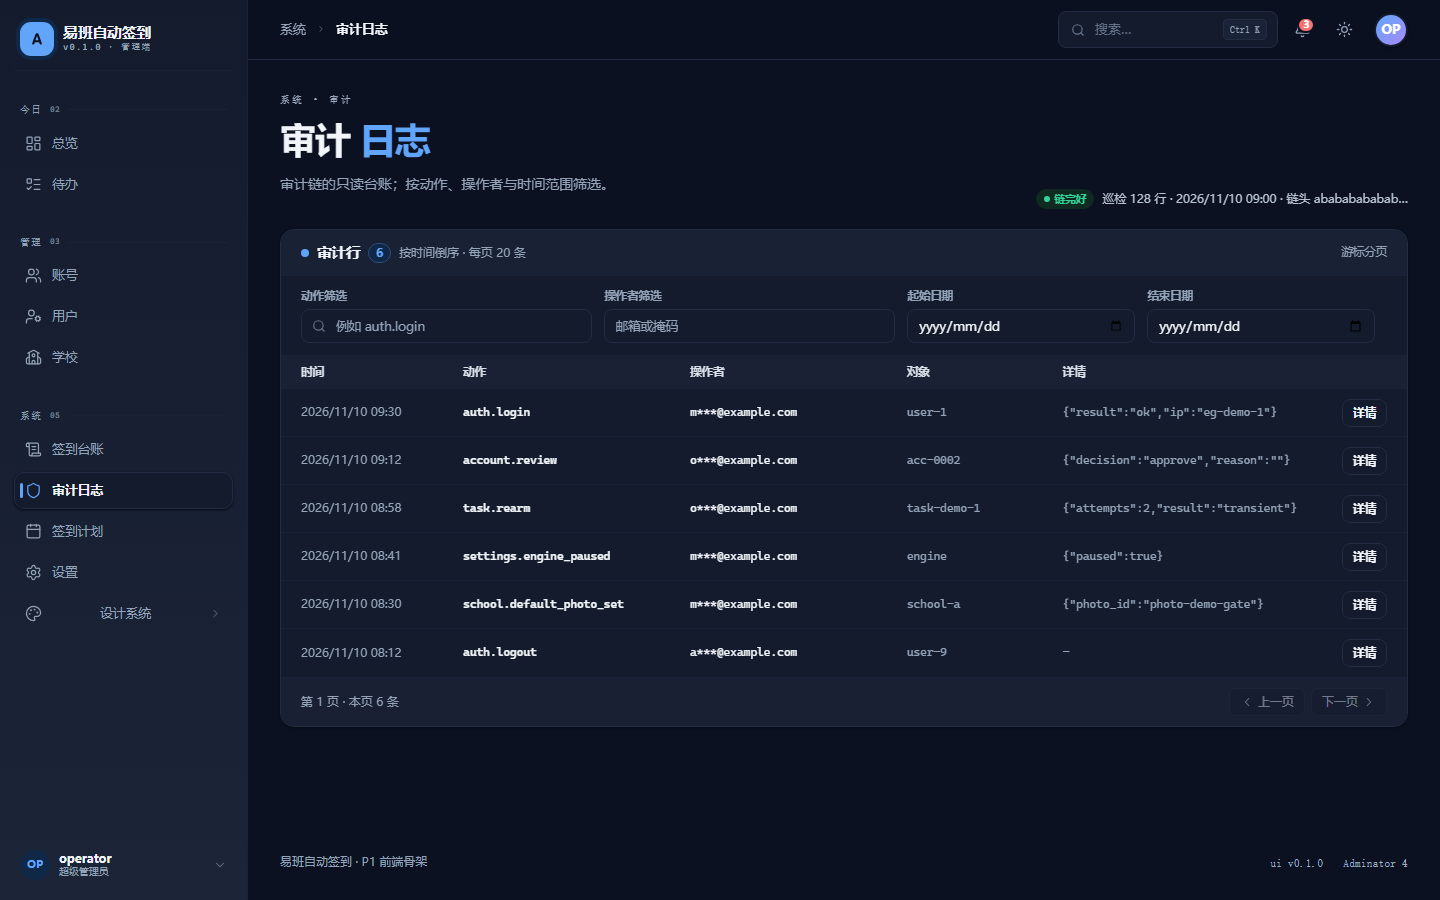 A
易班自动签到
v0.1.0 · 管理端
今日 02
总览
待办
管理 03
账号
用户
学校
系统 05
签到台账
审计日志
签到计划
设置
设计系统
OP
operator
超级管理员
系统 › 审计日志
搜索... Ctrl K
3
OP
系统 · 审计
审计 日志
审计链的只读台账；按动作、操作者与时间范围筛选。
链完好 巡检 128 行 · 2026/11/10 09:00 · 链头 abababababab...
审计行 6 按时间倒序 · 每页 20 条 游标分页
动作筛选 操作者筛选 起始日期 结束日期
例如 auth.login 邮箱或掩码 yyyy/mm/dd yyyy/mm/dd
时间 动作 操作者 对象 详情
2026/11/10 09:30 auth.login m***@example.com user-1 {"result":"ok","ip":"eg-demo-1"} 详情
2026/11/10 09:12 account.review o***@example.com acc-0002 {"decision":"approve","reason":""} 详情
2026/11/10 08:58 task.rearm o***@example.com task-demo-1 {"attempts":2,"result":"transient"} 详情
2026/11/10 08:41 settings.engine_paused m***@example.com engine {"paused":true} 详情
2026/11/10 08:30 school.default_photo_set m***@example.com school-a {"photo_id":"photo-demo-gate"} 详情
2026/11/10 08:12 auth.logout a***@example.com user-9 — 详情
第 1 页 · 本页 6 条 ‹ 上一页 下一页 ›
易班自动签到 · P1 前端骨架 ui v0.1.0 Adminator 4